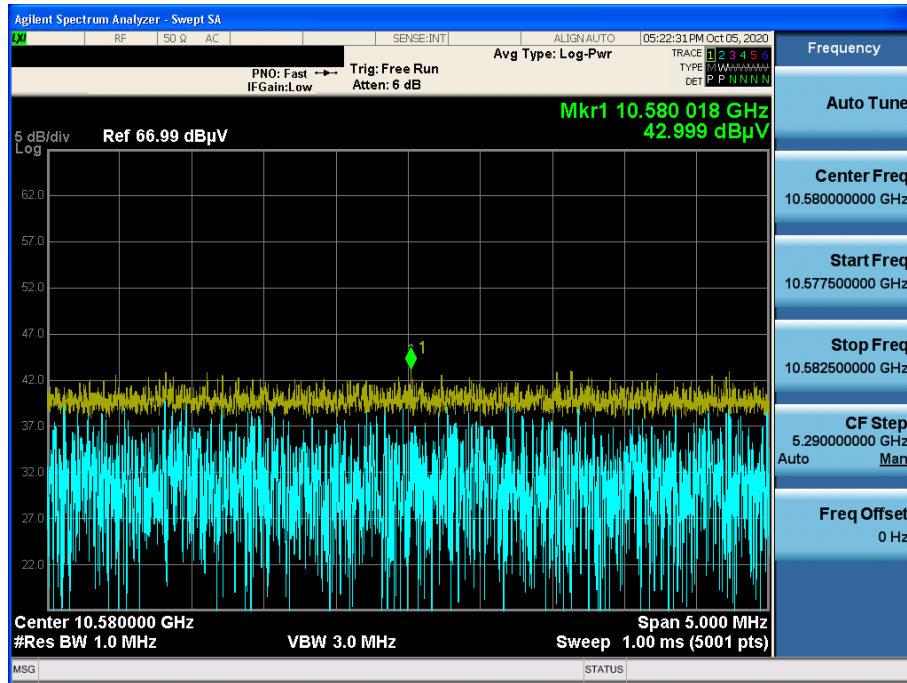 Agilent Spectrum Analyzer - Swept SA
LXI RF 50 Ω AC SENSE:INT ALIGN AUTO 05:22:31 PM Oct 05, 2020
Avg Type: Log-Pwr TRACE 1 2 3 4 5 6
PNO: Fast Trig: Free Run TYPE M W W W W W
IFGain:Low Atten: 6 dB DET P P N N N N
Mkr1 10.580 018 GHz
42.999 dBµV
5 dB/div Ref 66.99 dBµV
Log
62.0
57.0
52.0
47.0
1
42.0
37.0
32.0
27.0
22.0
Center 10.580000 GHz Span 5.000 MHz
#Res BW 1.0 MHz VBW 3.0 MHz Sweep 1.00 ms (5001 pts)
MSG STATUS
Frequency
Auto Tune
Center Freq
10.580000000 GHz
Start Freq
10.577500000 GHz
Stop Freq
10.582500000 GHz
CF Step
5.290000000 GHz
Auto Man
Freq Offset
0 Hz